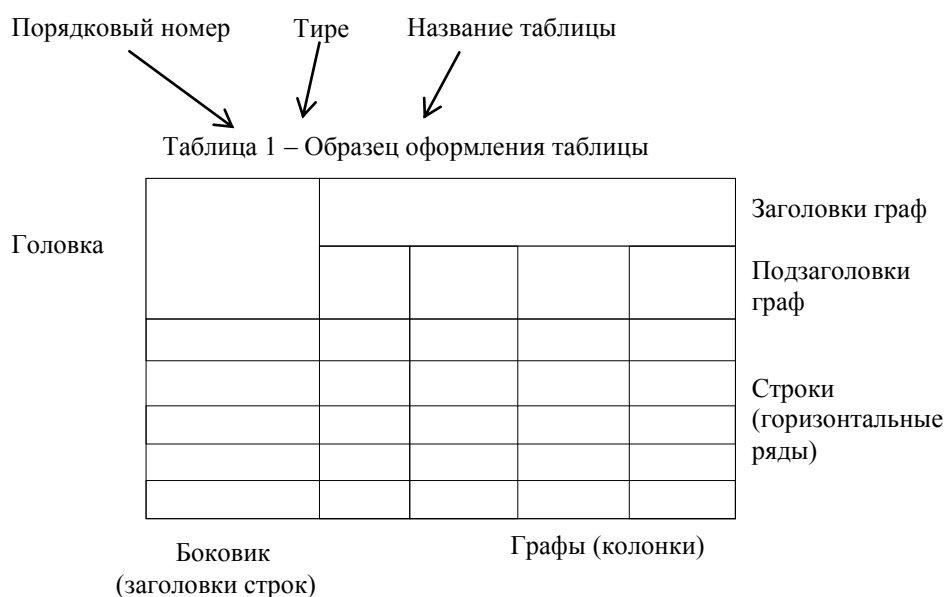 Порядковый номер Тире Название таблицы
Таблица 1 – Образец оформления таблицы
Заголовки граф
Головка
Подзаголовки
граф
Строки
(горизонтальные
ряды)
Боковик
(заголовки строк)
Графы (колонки)